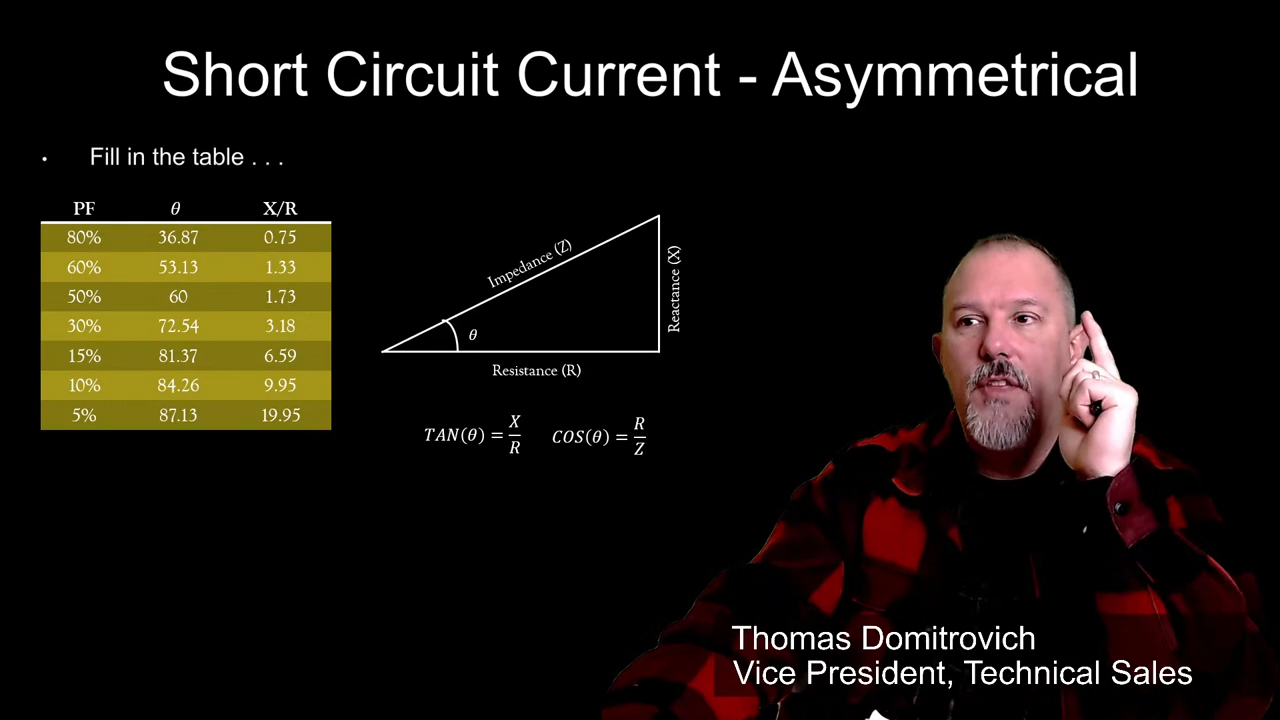 Short Circuit Current - Asymmetrical
• Fill in the table . . .
PF θ X/R
80% 36.87 0.75
60% 53.13 1.33
50% 60 1.73
30% 72.54 3.18
15% 81.37 6.59
10% 84.26 9.95
5% 87.13 19.95
Impedance (Z)
Reactance (X)
θ
Resistance (R)
TAN(θ) = X/R COS(θ) = R/Z
Thomas Domitrovich
Vice President, Technical Sales